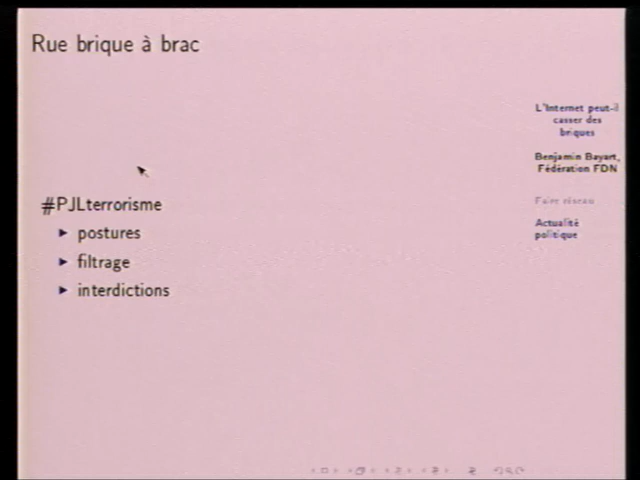 Rue brique à brac
#PJLterrorisme
postures
filtrage
interdictions
L'Internet peut-il
casser des
briques
Benjamin Bayart,
Fédération FDN
Faire réseau
Actualité
politique